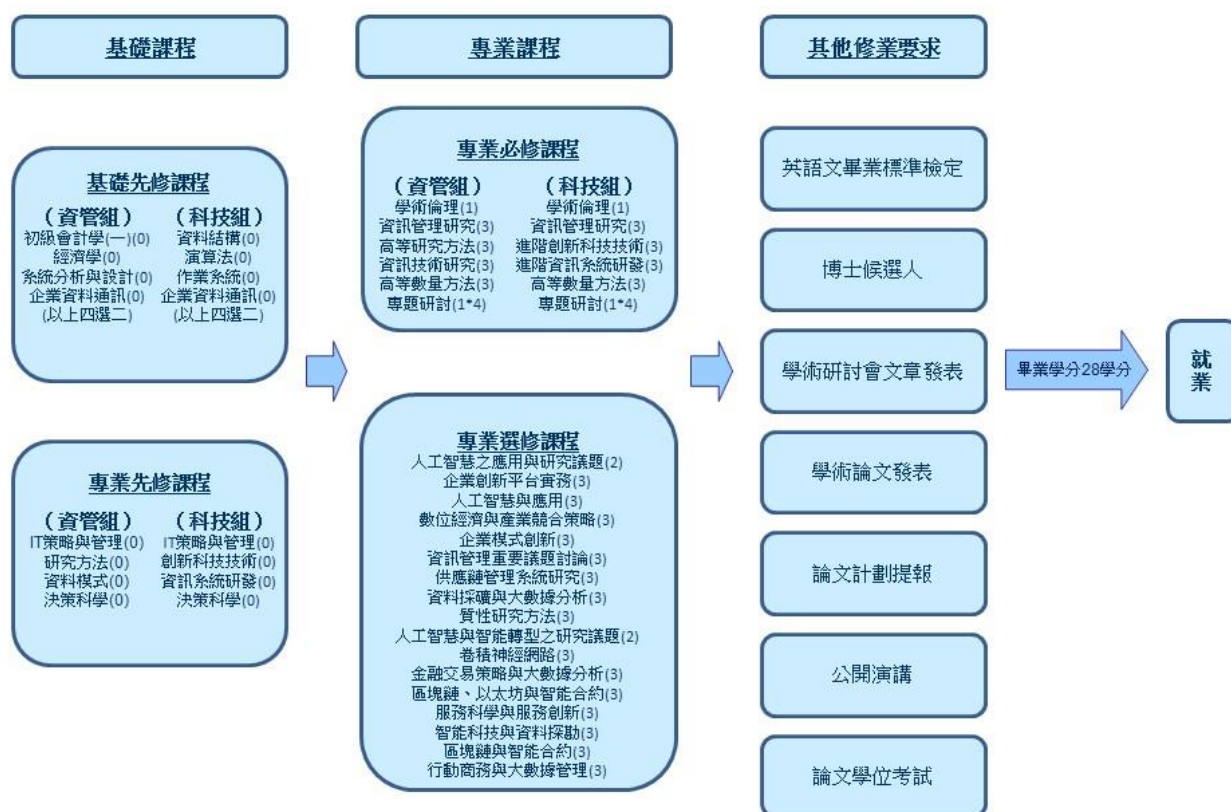 基礎課程
基礎先修課程
(資管組)
初級會計學(一)(0)
經濟學(0)
系統分析與設計(0)
企業資料通訊(0)
(以上四選二)
(科技組)
資料結構(0)
演算法(0)
作業系統(0)
企業資料通訊(0)
(以上四選二)
專業先修課程
(資管組)
IT策略與管理(0)
研究方法(0)
資料模式(0)
決策科學(0)
(科技組)
IT策略與管理(0)
創新科技技術(0)
資訊系統研發(0)
決策科學(0)
專業課程
專業必修課程
(資管組)
學術倫理(1)
資訊管理研究(3)
高等研究方法(3)
資訊技術研究(3)
高等數量方法(3)
專題研討(1*4)
(科技組)
學術倫理(1)
資訊管理研究(3)
進階創新科技技術(3)
進階資訊系統研發(3)
高等數量方法(3)
專題研討(1*4)
專業選修課程
人工智慧之應用與研究議題(2)
企業創新平台實務(3)
人工智慧與應用(3)
數位經濟與產業競合策略(3)
企業模式創新(3)
資訊管理重要議題討論(3)
供應鏈管理系統研究(3)
資料採礦與大數據分析(3)
質性研究方法(3)
人工智慧與智能轉型之研究議題(2)
卷積神經網路(3)
金融交易策略與大數據分析(3)
區塊鏈、以太坊與智能合約(3)
服務科學與服務創新(3)
智能科技與資料探勘(3)
區塊鏈與智能合約(3)
行動商務與大數據管理(3)
其他修業要求
英語文畢業標準檢定
博士候選人
學術研討會文章發表
學術論文發表
論文計劃提報
公開演講
論文學位考試
畢業學分28學分
就
業